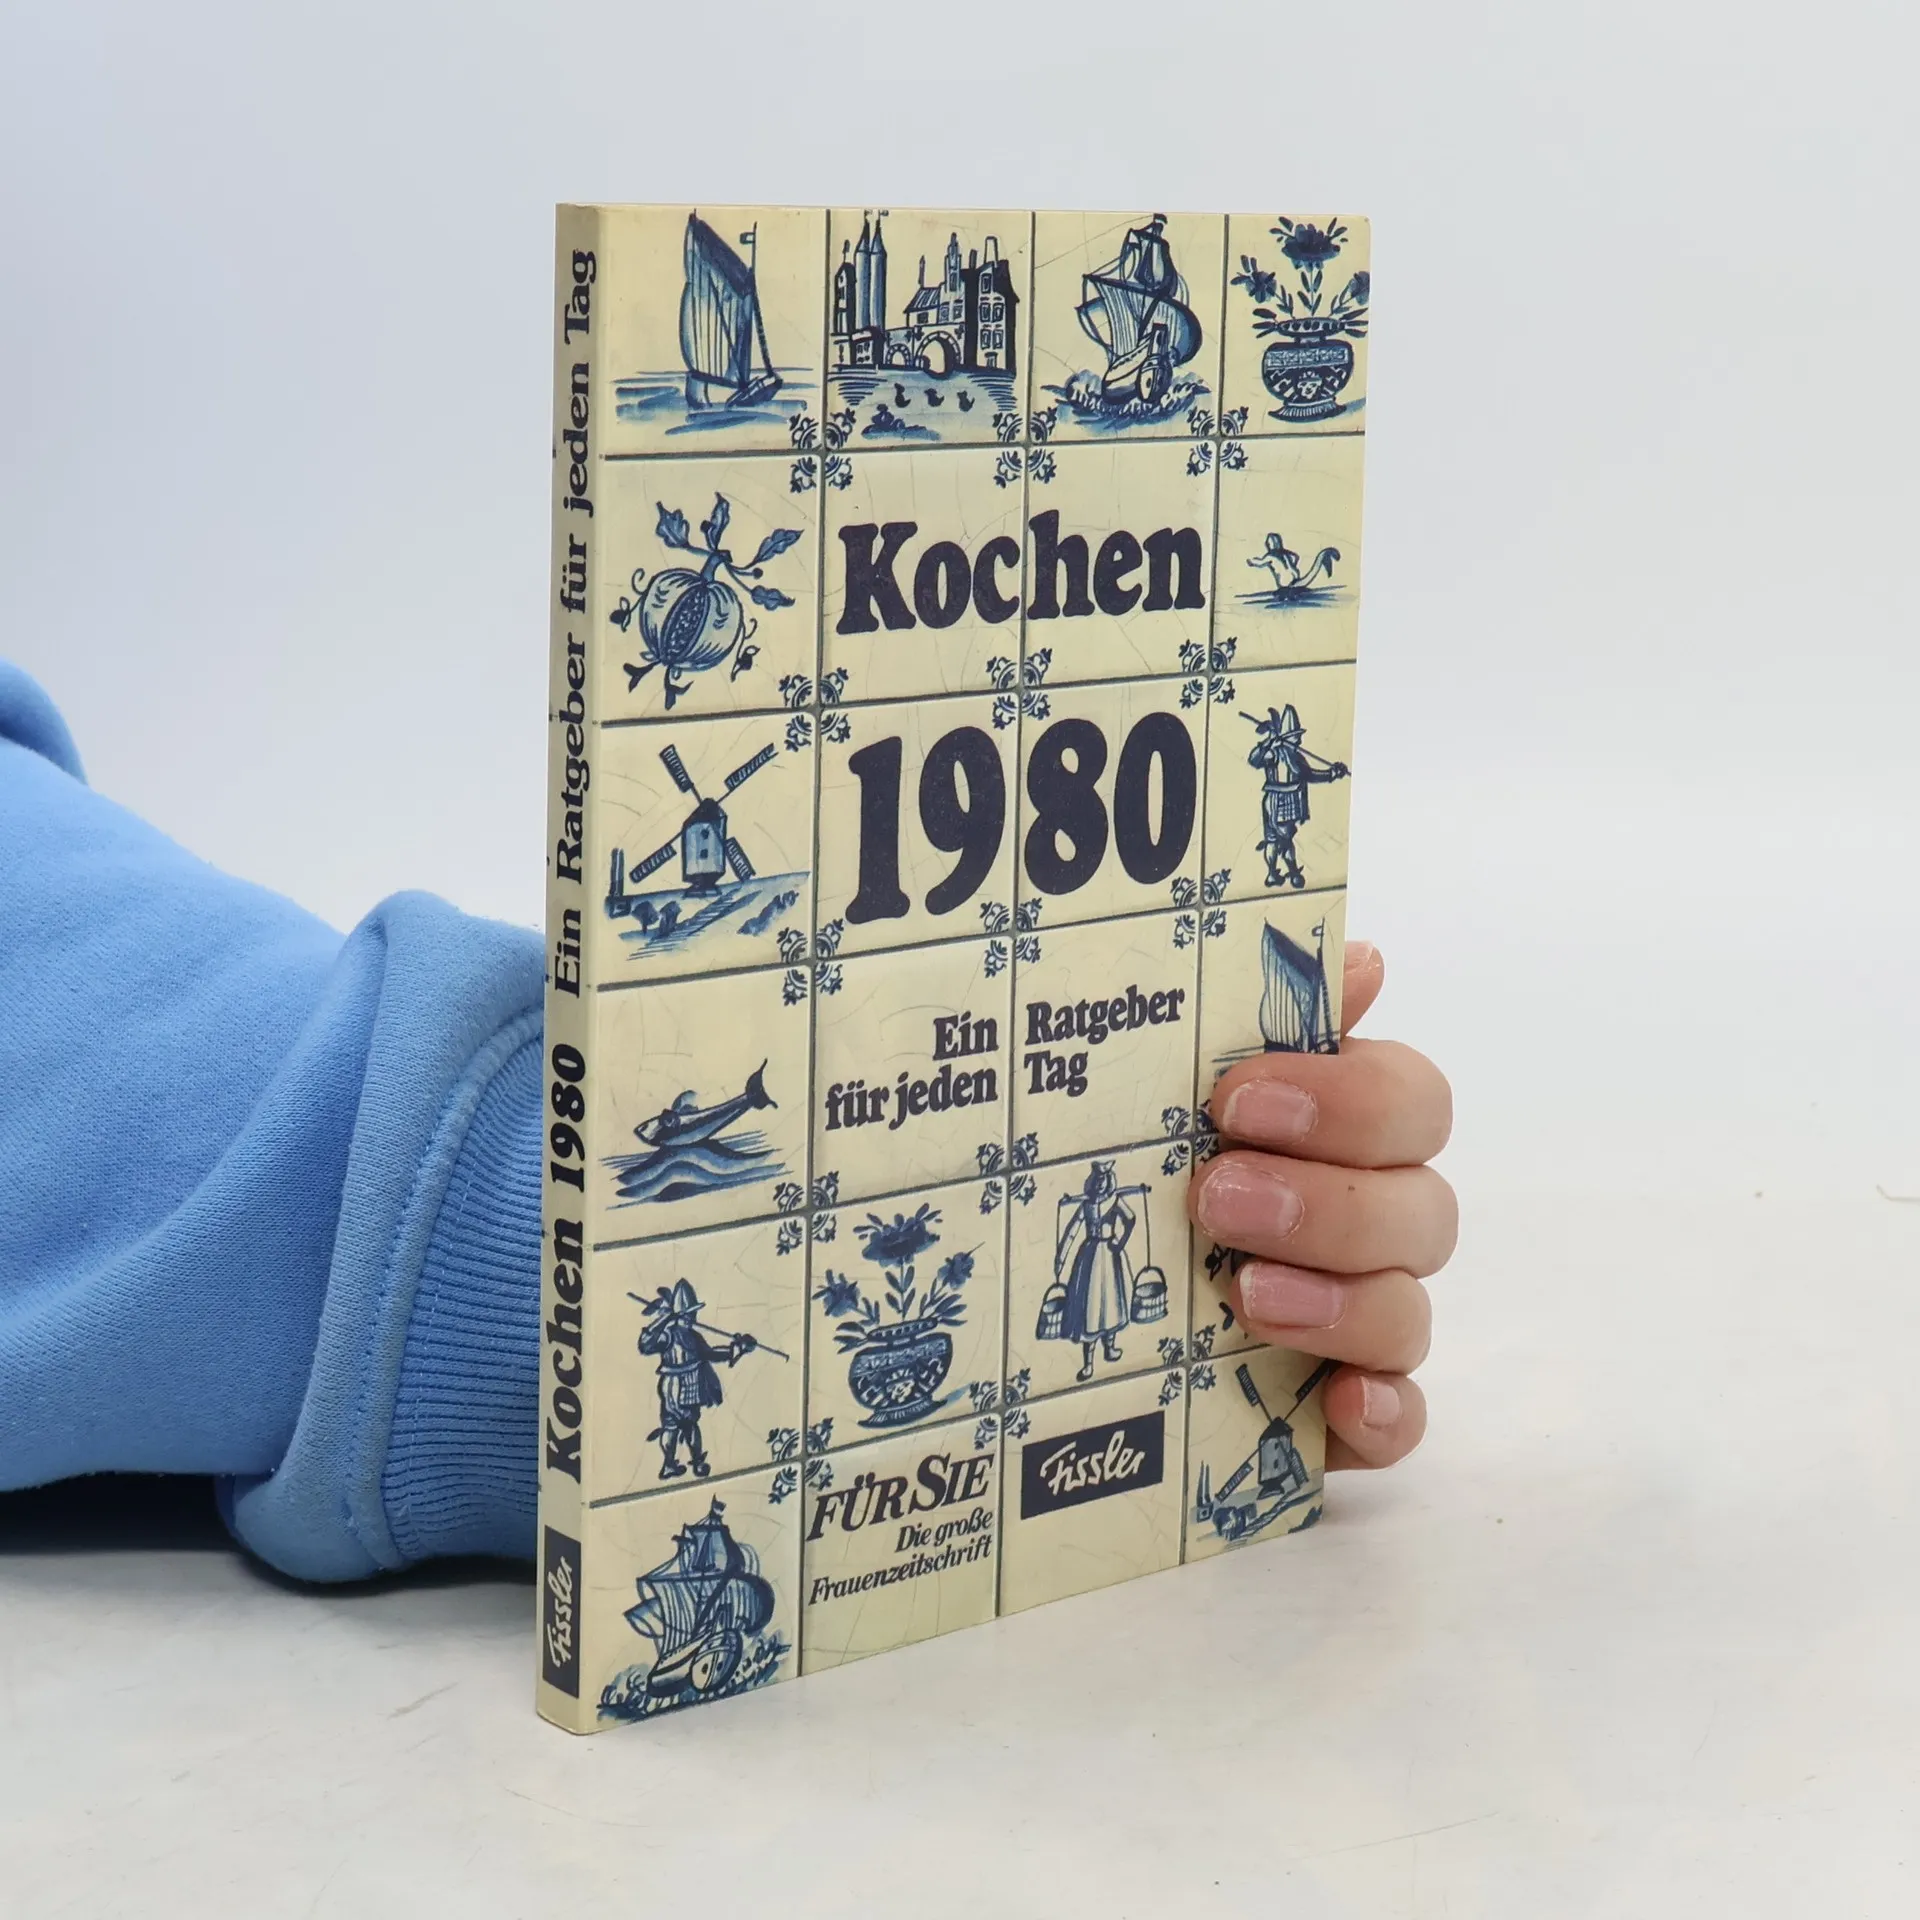 Kochen 1980 Ein Ratgeber für jeden Tag
Fissler
Kochen
1980
Ein Ratgeber
für jeden Tag
FÜR SIE
Die große
Frauenzeitschrift
Fissler